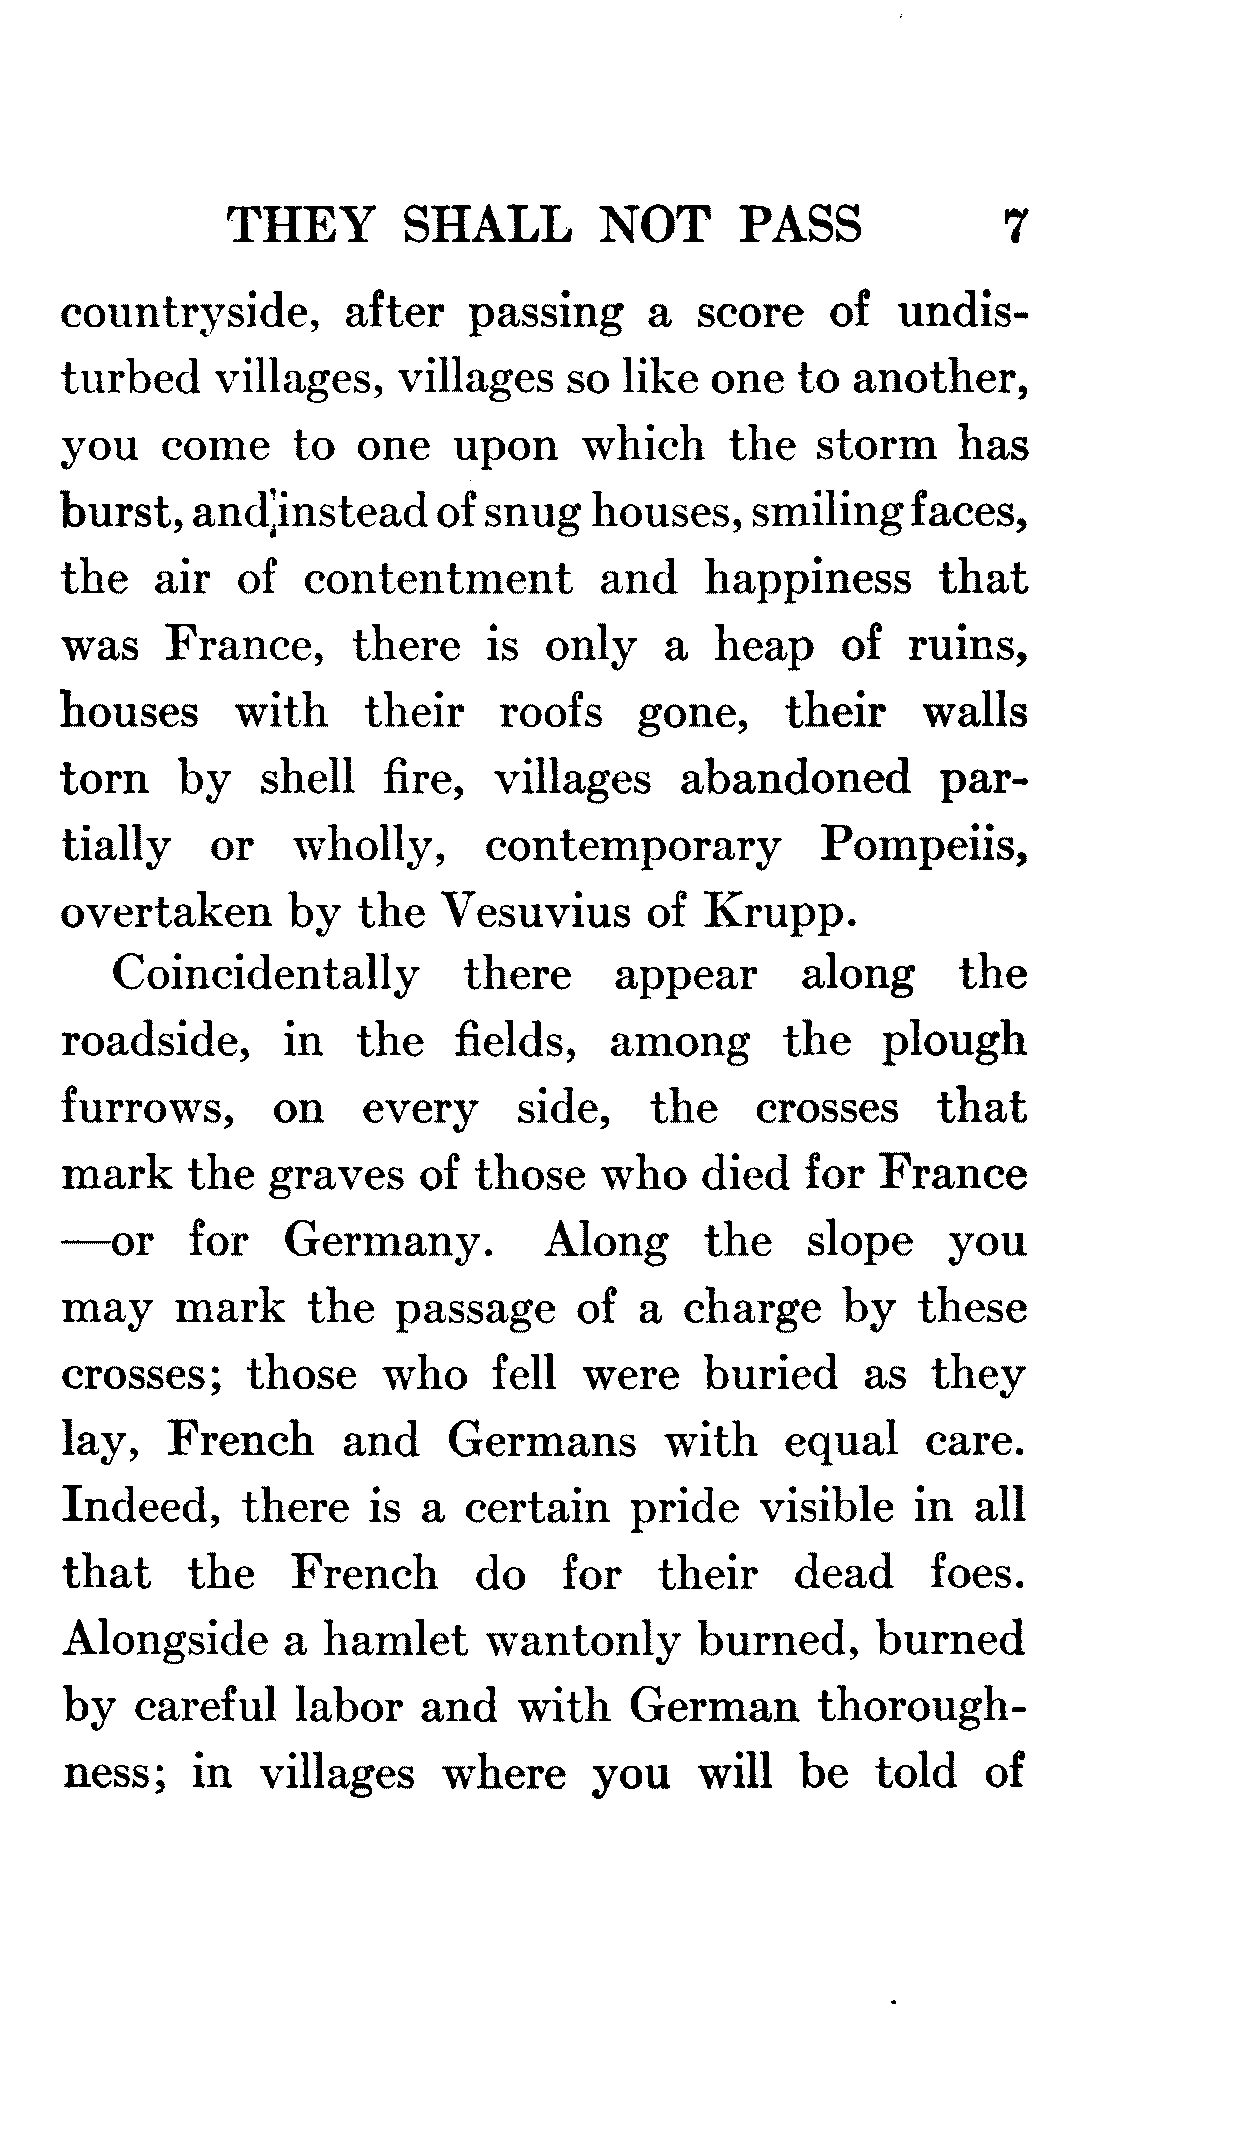 THEY SHALL NOT PASS 7
countryside, after passing a score of undis-
turbed villages, villages so like one to another,
you come to one upon which the storm has
burst, and instead of snug houses, smiling faces,
the air of contentment and happiness that
was France, there is only a heap of ruins,
houses with their roofs gone, their walls
torn by shell fire, villages abandoned par-
tially or wholly, contemporary Pompeiis,
overtaken by the Vesuvius of Krupp.
Coincidentally there appear along the
roadside, in the fields, among the plough
furrows, on every side, the crosses that
mark the graves of those who died for France
—or for Germany. Along the slope you
may mark the passage of a charge by these
crosses; those who fell were buried as they
lay, French and Germans with equal care.
Indeed, there is a certain pride visible in all
that the French do for their dead foes.
Alongside a hamlet wantonly burned, burned
by careful labor and with German thorough-
ness; in villages where you will be told of